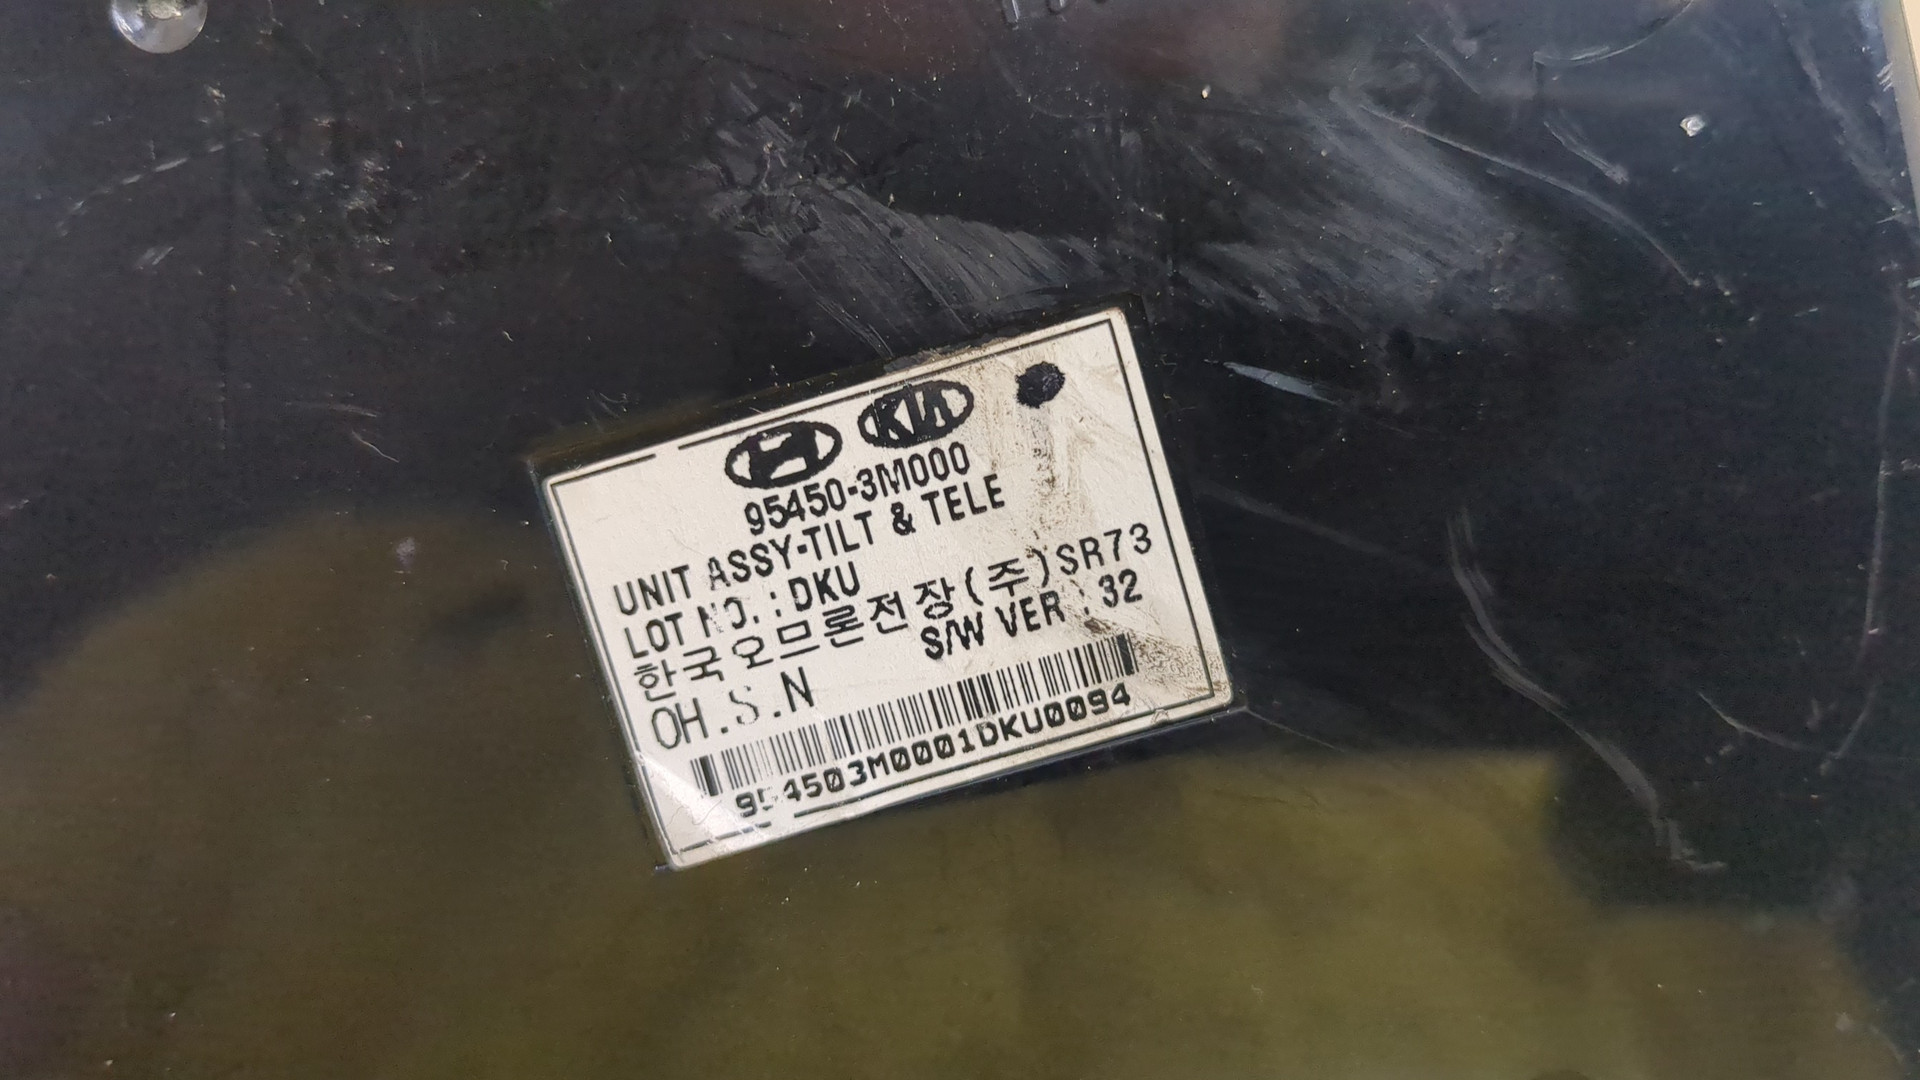 KIA
95450-3M000
UNIT ASSY-TILT & TELE
LOT NO. : DKU
한국오므론전장(주)SR73
S/W VER : 32
OH.S.N
954503M0001DKU0094